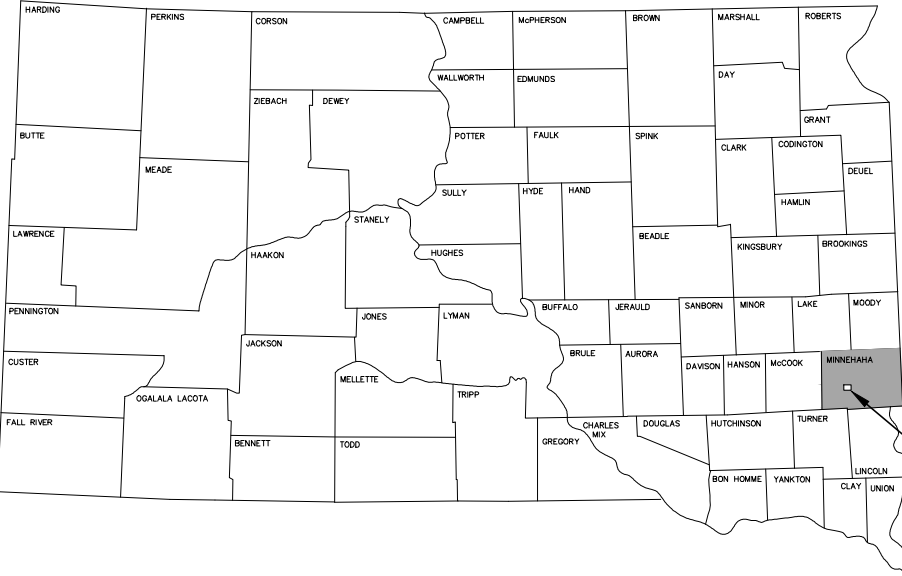 HARDING
PERKINS
CORSON
CAMPBELL
McPHERSON
BROWN
MARSHALL
ROBERTS
WALLWORTH
EDMUNDS
DAY
ZIEBACH
DEWEY
GRANT
BUTTE
POTTER
FAULK
SPINK
CLARK
CODINGTON
MEADE
DEUEL
SULLY
HYDE
HAND
HAMLIN
STANELY
LAWRENCE
BEADLE
KINGSBURY
BROOKINGS
HAAKON
HUGHES
PENNINGTON
JONES
LYMAN
BUFFALO
JERAULD
SANBORN
MINOR
LAKE
MOODY
JACKSON
BRULE
AURORA
CUSTER
DAVISON
HANSON
McCOOK
MINNEHAHA
MELLETTE
OGALALA LACOTA
TRIPP
FALL RIVER
CHARLES
MIX
DOUGLAS
HUTCHINSON
TURNER
BENNETT
TODD
GREGORY
LINCOLN
BON HOMME
YANKTON
CLAY
UNION